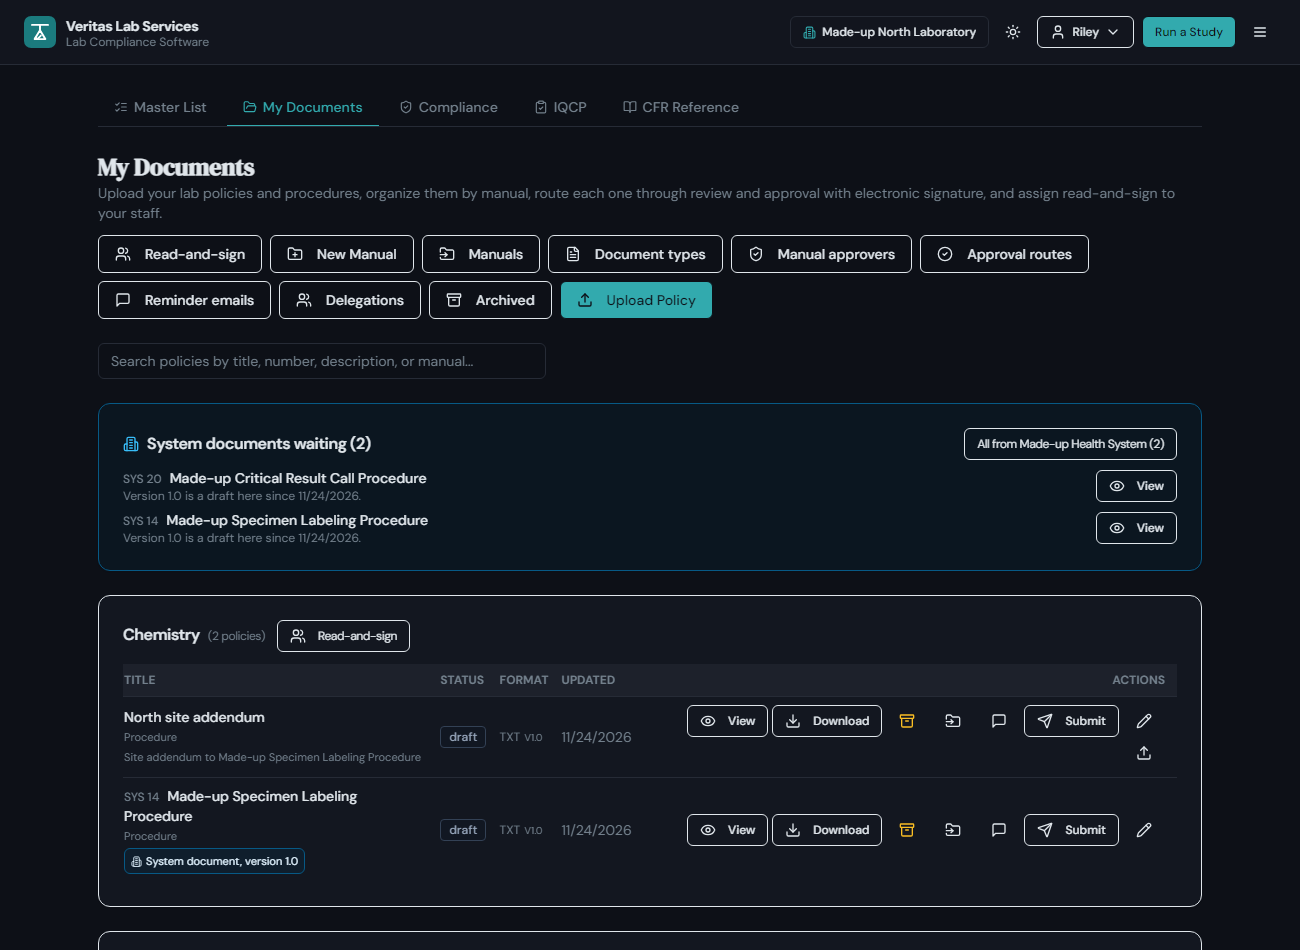 Veritas Lab Services
Lab Compliance Software
Made-up North Laboratory
Riley
Run a Study
Master List
My Documents
Compliance
IQCP
CFR Reference
My Documents
Upload your lab policies and procedures, organize them by manual, route each one through review and approval with electronic signature, and assign read-and-sign to
your staff.
Read-and-sign
New Manual
Manuals
Document types
Manual approvers
Approval routes
Reminder emails
Delegations
Archived
Upload Policy
Search policies by title, number, description, or manual...
System documents waiting (2)
All from Made-up Health System (2)
SYS 20 Made-up Critical Result Call Procedure
Version 1.0 is a draft here since 11/24/2026.
View
SYS 14 Made-up Specimen Labeling Procedure
Version 1.0 is a draft here since 11/24/2026.
View
Chemistry (2 policies) Read-and-sign
TITLE STATUS FORMAT UPDATED ACTIONS
North site addendum
Procedure
Site addendum to Made-up Specimen Labeling Procedure
draft TXT V1.0 11/24/2026 View Download Submit
SYS 14 Made-up Specimen Labeling
Procedure
Procedure
System document, version 1.0
draft TXT V1.0 11/24/2026 View Download Submit